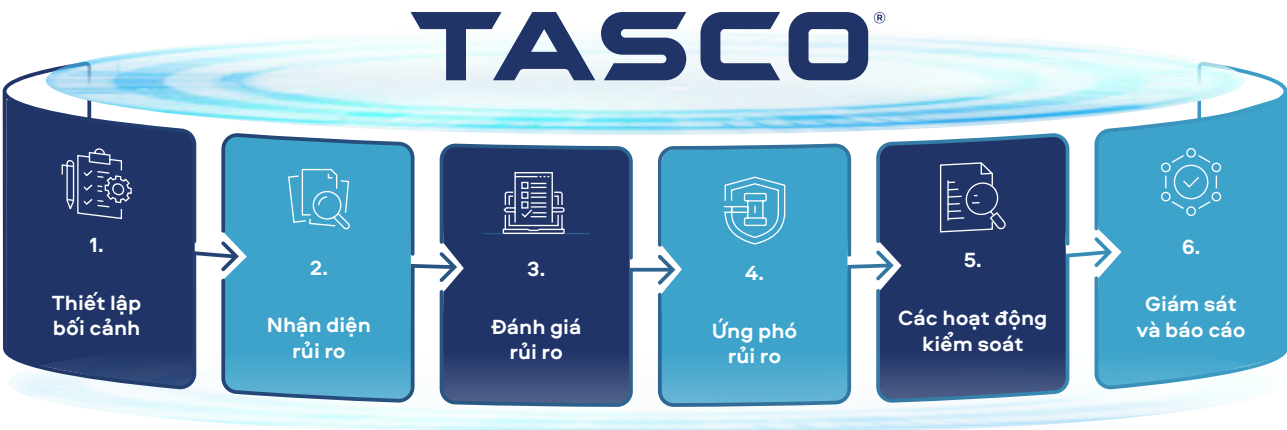 TASCO®
1.
Thiết lập
bối cảnh
2.
Nhận diện
rủi ro
3.
Đánh giá
rủi ro
4.
Ứng phó
rủi ro
5.
Các hoạt động
kiểm soát
6.
Giám sát
và báo cáo